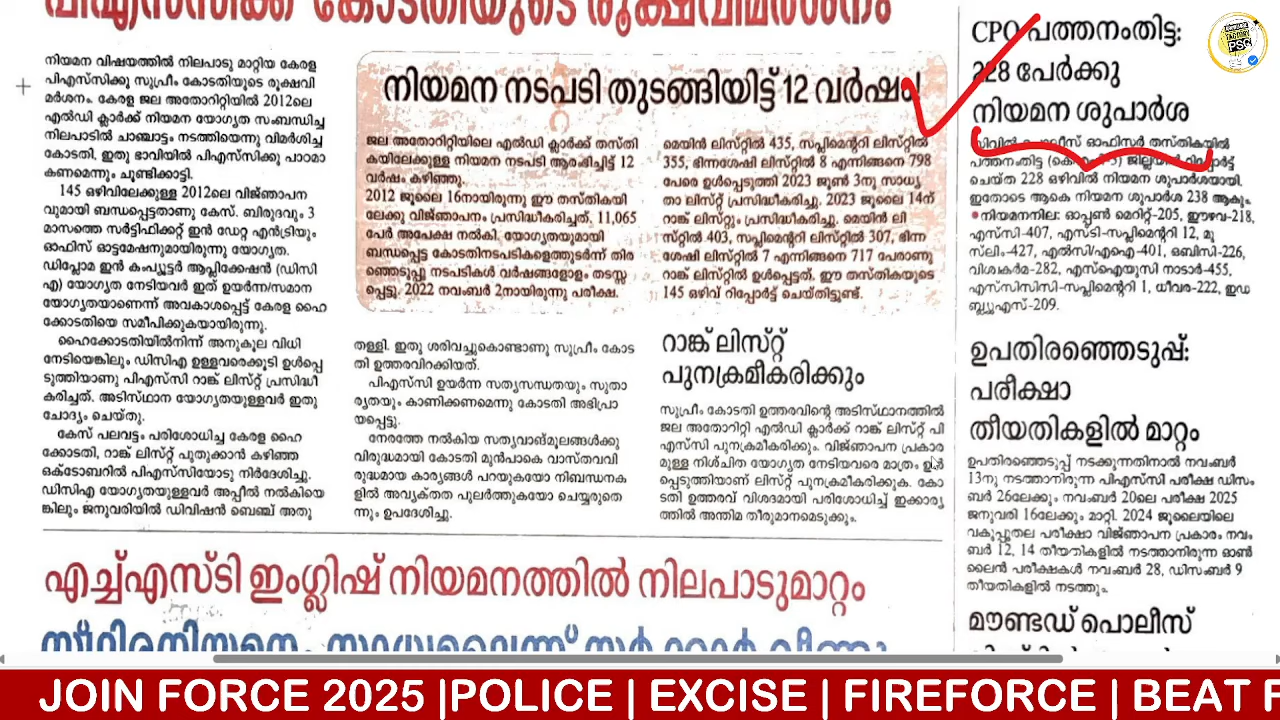 പിഎസ്‌സിക്ക് കോടതിയുടെ രൂക്ഷവിമർശനം
നിയമന വിഷയത്തിൽ നിലപാടു മാറ്റിയ കേരള
പിഎസ്‌സിക്കു സുപ്രീം കോടതിയുടെ രൂക്ഷവി
മർശനം. കേരള ജല അതോറിറ്റിയിൽ 2012ലെ
എൽഡി ക്ലാർക്ക് നിയമന യോഗ്യത സംബന്ധിച്ച
നിലപാടിൽ ചാഞ്ചാട്ടം നടത്തിയെന്നു വിമർശിച്ച
കോടതി, ഇതു ഭാവിയിൽ പിഎസ്‌സിക്കു പാഠമാ
കണമെന്നും ചൂണ്ടിക്കാട്ടി.
145 ഒഴിവിലേക്കുള്ള 2012ലെ വിജ്ഞാപന
വുമായി ബന്ധപ്പെട്ടതാണു കേസ്. ബിരുദവും 3
മാസത്തെ സർട്ടിഫിക്കറ്റ് ഇൻ ഡേറ്റ എൻട്രിയും
ഓഫിസ് ഓട്ടമേഷനുമായിരുന്നു യോഗ്യത.
ഡിപ്ലോമ ഇൻ കംപ്യൂട്ടർ ആപ്ലിക്കേഷൻ (ഡിസി
എ) യോഗ്യത നേടിയവർ ഇത് ഉയർന്ന/സമാന
യോഗ്യതയാണെന്ന് അവകാശപ്പെട്ട് കേരള ഹൈ
ക്കോടതിയെ സമീപിക്കുകയായിരുന്നു.
ഹൈക്കോടതിയിൽനിന്ന് അനുകൂല വിധി
നേടിയെങ്കിലും ഡിസിഎ ഉള്ളവരെക്കൂടി ഉൾപ്പെ
ടുത്തിയാണു പിഎസ്‌സി റാങ്ക് ലിസ്റ്റ് പ്രസിദ്ധീ
കരിച്ചത്. അടിസ്ഥാന യോഗ്യതയുള്ളവർ ഇതു
ചോദ്യം ചെയ്തു.
കേസ് പലവട്ടം പരിശോധിച്ച കേരള ഹൈ
ക്കോടതി, റാങ്ക് ലിസ്റ്റ് പുതുക്കാൻ കഴിഞ്ഞ
ഒക്ടോബറിൽ പിഎസ്‌സിയോടു നിർദേശിച്ചു.
ഡിസിഎ യോഗ്യതയുള്ളവർ അപ്പീൽ നൽകിയെ
ങ്കിലും ജനുവരിയിൽ ഡിവിഷൻ ബെഞ്ച് അതു
നിയമന നടപടി തുടങ്ങിയിട്ട് 12 വർഷം!
ജല അതോറിറ്റിയിലെ എൽഡി ക്ലാർക്ക് തസ്തി
കയിലേക്കുള്ള നിയമന നടപടി ആരംഭിച്ചിട്ട് 12
വർഷം കഴിഞ്ഞു.
2012 ജൂലൈ 16നായിരുന്നു ഈ തസ്തികയി
ലേക്കു വിജ്ഞാപനം പ്രസിദ്ധീകരിച്ചത്. 11,065
പേർ അപേക്ഷ നൽകി. യോഗ്യതയുമായി
ബന്ധപ്പെട്ട കോടതിനടപടികളെത്തുടർന്ന് തിര
ഞ്ഞെടുപ്പു നടപടികൾ വർഷങ്ങളോളം തടസ്സ
പ്പെട്ടു. 2022 നവംബർ 2നായിരുന്നു പരീക്ഷ.
മെയിൻ ലിസ്റ്റിൽ 435, സപ്ലിമെന്ററി ലിസ്റ്റിൽ
355, ഭിന്നശേഷി ലിസ്റ്റിൽ 8 എന്നിങ്ങനെ 798
പേരെ ഉൾപ്പെടുത്തി 2023 ജൂൺ 3നു സാധ്യ
താ ലിസ്റ്റ് പ്രസിദ്ധീകരിച്ചു. 2023 ജൂലൈ 14ന്
റാങ്ക് ലിസ്റ്റും പ്രസിദ്ധീകരിച്ചു. മെയിൻ ലി
സ്റ്റിൽ 403, സപ്ലിമെന്ററി ലിസ്റ്റിൽ 307, ഭിന്ന
ശേഷി ലിസ്റ്റിൽ 7 എന്നിങ്ങനെ 717 പേരാണു
റാങ്ക് ലിസ്റ്റിൽ ഉൾപ്പെട്ടത്. ഈ തസ്തികയുടെ
145 ഒഴിവ് റിപ്പോർട്ട് ചെയ്തിട്ടുണ്ട്.
തള്ളി. ഇതു ശരിവച്ചുകൊണ്ടാണു സുപ്രീം കോട
തി ഉത്തരവിറക്കിയത്.
പിഎസ്‌സി ഉയർന്ന സത്യസന്ധതയും സുതാ
ര്യതയും കാണിക്കണമെന്നു കോടതി അഭിപ്രാ
യപ്പെട്ടു.
നേരത്തേ നൽകിയ സത്യവാങ്മൂലങ്ങൾക്കു
വിരുദ്ധമായി കോടതി മുൻപാകെ വാസ്തവവി
രുദ്ധമായ കാര്യങ്ങൾ പറയുകയോ നിബന്ധനക
ളിൽ അവ്യക്തത പുലർത്തുകയോ ചെയ്യരുതെ
ന്നും ഉപദേശിച്ചു.
റാങ്ക് ലിസ്റ്റ്
പുനക്രമീകരിക്കും
സുപ്രീം കോടതി ഉത്തരവിന്റെ അടിസ്ഥാനത്തിൽ
ജല അതോറിറ്റി എൽഡി ക്ലാർക്ക് റാങ്ക് ലിസ്റ്റ് പി
എസ്‌സി പുനക്രമീകരിക്കും. വിജ്ഞാപന പ്രകാര
മുള്ള നിശ്ചിത യോഗ്യത നേടിയവരെ മാത്രം ഉൾ
പ്പെടുത്തിയാണ് ലിസ്റ്റ് പുനക്രമീകരിക്കുക. കോ
ടതി ഉത്തരവ് വിശദമായി പരിശോധിച്ച് ഇക്കാര്യ
ത്തിൽ അന്തിമ തീരുമാനമെടുക്കും.
എച്ച്എസ്ടി ഇംഗ്ലിഷ് നിയമനത്തിൽ നിലപാടുമാറ്റം
CPO പത്തനംതിട്ട:
228 പേർക്കു
നിയമന ശുപാർശ
സിവിൽ പൊലീസ് ഓഫിസർ തസ്തികയിൽ
പത്തനംതിട്ട ജില്ലയിൽ റിപ്പോർട്ട്
ചെയ്ത 228 ഒഴിവിൽ നിയമന ശുപാർശയായി.
ഇതോടെ ആകെ നിയമന ശുപാർശ 238 ആകും.
●നിയമനനില: ഓപ്പൺ മെറിറ്റ്-205, ഈഴവ-218,
എസ്‌സി-407, എസ്ടി-സപ്ലിമെന്ററി 12, മു
സ്‌ലിം-427, എൽസി/എഐ-401, ഒബിസി-226,
വിശ്വകർമ-282, എസ്ഐയുസി നാടാർ-455,
എസ്‌സിസിസി-സപ്ലിമെന്ററി 1, ധീവര-222, ഇഡ
ബ്ല്യുഎസ്-209.
ഉപതിരഞ്ഞെടുപ്പ്:
പരീക്ഷാ
തീയതികളിൽ മാറ്റം
ഉപതിരഞ്ഞെടുപ്പ് നടക്കുന്നതിനാൽ നവംബർ
13നു നടത്താനിരുന്ന പിഎസ്‌സി പരീക്ഷ ഡിസം
ബർ 26ലേക്കും നവംബർ 20ലെ പരീക്ഷ 2025
ജനുവരി 16ലേക്കും മാറ്റി. 2024 ജൂലൈയിലെ
വകുപ്പുതല പരീക്ഷാ വിജ്ഞാപന പ്രകാരം നവം
ബർ 12, 14 തീയതികളിൽ നടത്താനിരുന്ന ഓൺ
ലൈൻ പരീക്ഷകൾ നവംബർ 28, ഡിസംബർ 9
തീയതികളിൽ നടത്തും.
മൗണ്ടഡ് പൊലീസ്
PSC
JOIN FORCE 2025 |POLICE | EXCISE | FIREFORCE | BEAT F